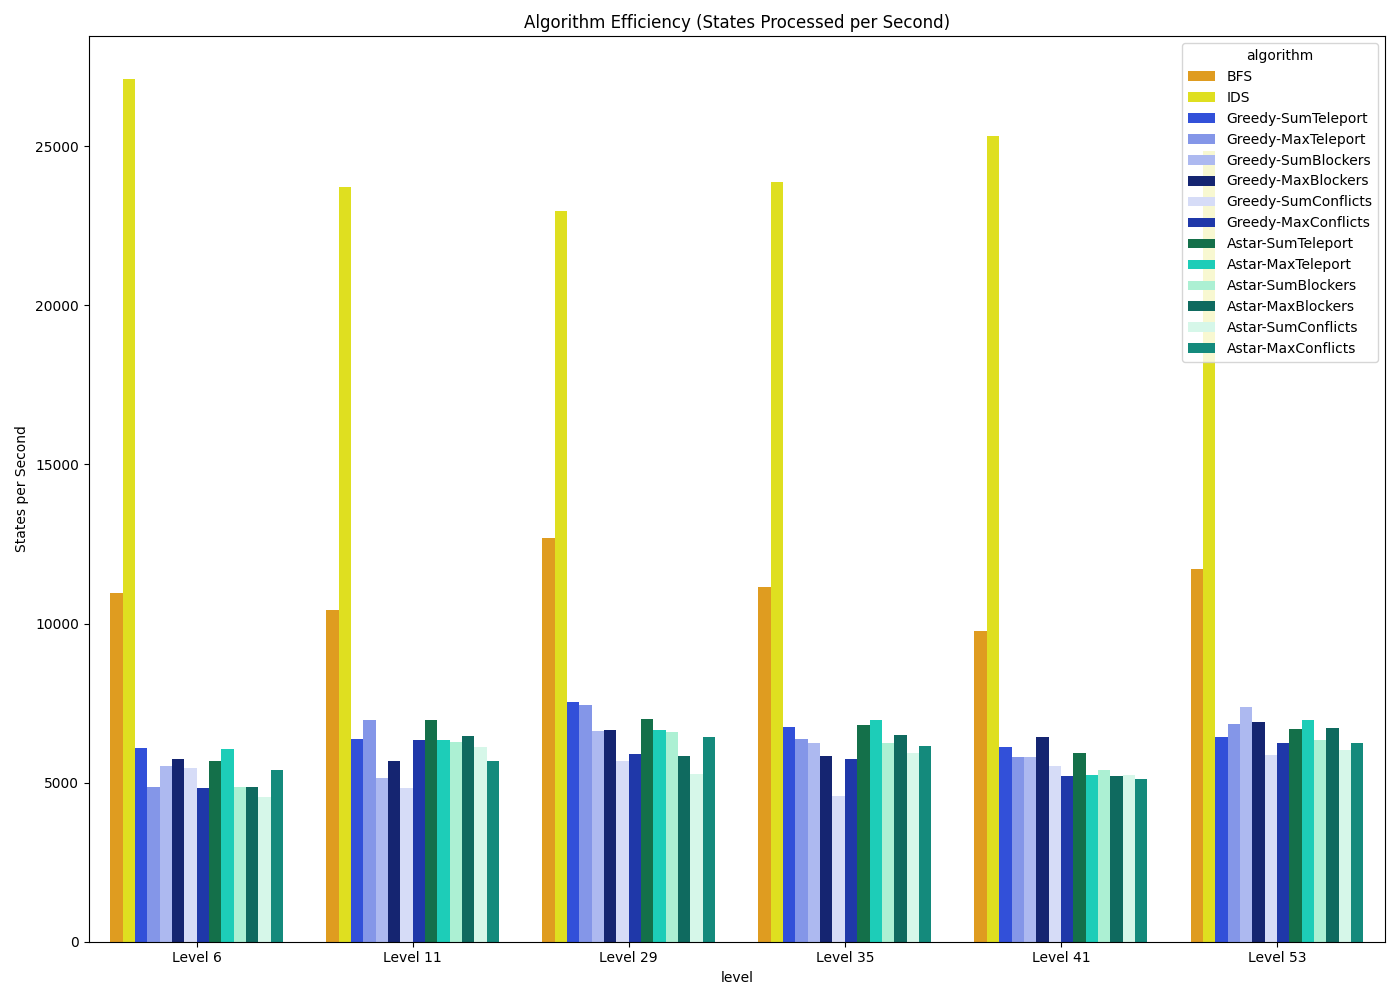 Algorithm Efficiency (States Processed per Second)
algorithm
BFS
IDS
Greedy-SumTeleport
Greedy-MaxTeleport
Greedy-SumBlockers
Greedy-MaxBlockers
Greedy-SumConflicts
Greedy-MaxConflicts
Astar-SumTeleport
Astar-MaxTeleport
Astar-SumBlockers
Astar-MaxBlockers
Astar-SumConflicts
Astar-MaxConflicts
States per Second
25000
20000
15000
10000
5000
0
Level 6
Level 11
Level 29
Level 35
Level 41
Level 53
level